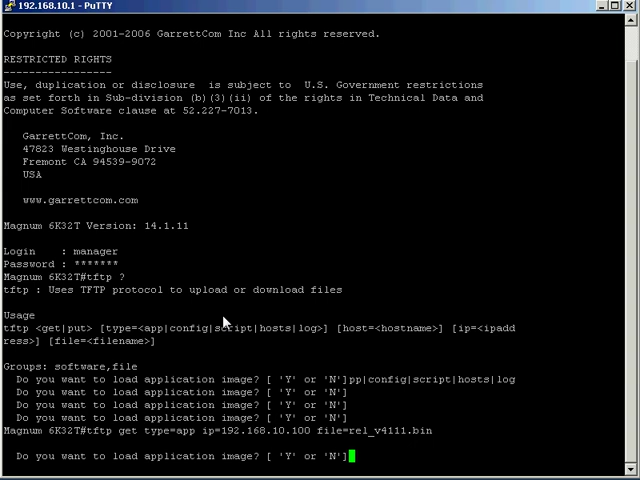 192.168.10.1 - PuTTY
Copyright (c) 2001-2006 GarrettCom Inc All rights reserved.
RESTRICTED RIGHTS
-----------------
Use, duplication or disclosure is subject to U.S. Government restrictions
as set forth in Sub-division (b)(3)(ii) of the rights in Technical Data and
Computer Software clause at 52.227-7013.
GarrettCom, Inc.
47823 Westinghouse Drive
Fremont CA 94539-9072
USA
www.garrettcom.com
Magnum 6K32T Version: 14.1.11
Login : manager
Password : *******
Magnum 6K32T#tftp ?
tftp : Uses TFTP protocol to upload or download files
Usage
tftp <get|put> [type=<app|config|script|hosts|log>] [host=<hostname>] [ip=<ipadd
ress>] [file=<filename>]
Groups: software,file
Do you want to load application image? [ 'Y' or 'N']pp|config|script|hosts|log
Do you want to load application image? [ 'Y' or 'N']
Do you want to load application image? [ 'Y' or 'N']
Do you want to load application image? [ 'Y' or 'N']
Magnum 6K32T#tftp get type=app ip=192.168.10.100 file=rel_v4111.bin
Do you want to load application image? [ 'Y' or 'N']